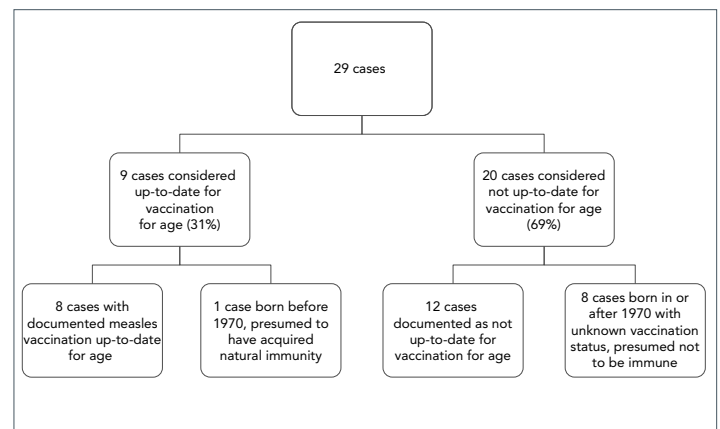 29 cases
9 cases considered
up-to-date for
vaccination
for age (31%)
20 cases considered
not up-to-date for
vaccination for age
(69%)
8 cases with
documented measles
vaccination up-to-date
for age
1 case born before
1970, presumed to
have acquired
natural immunity
12 cases
documented as not
up-to-date for
vaccination for age
8 cases born in or
after 1970 with
unknown vaccination
status, presumed not
to be immune